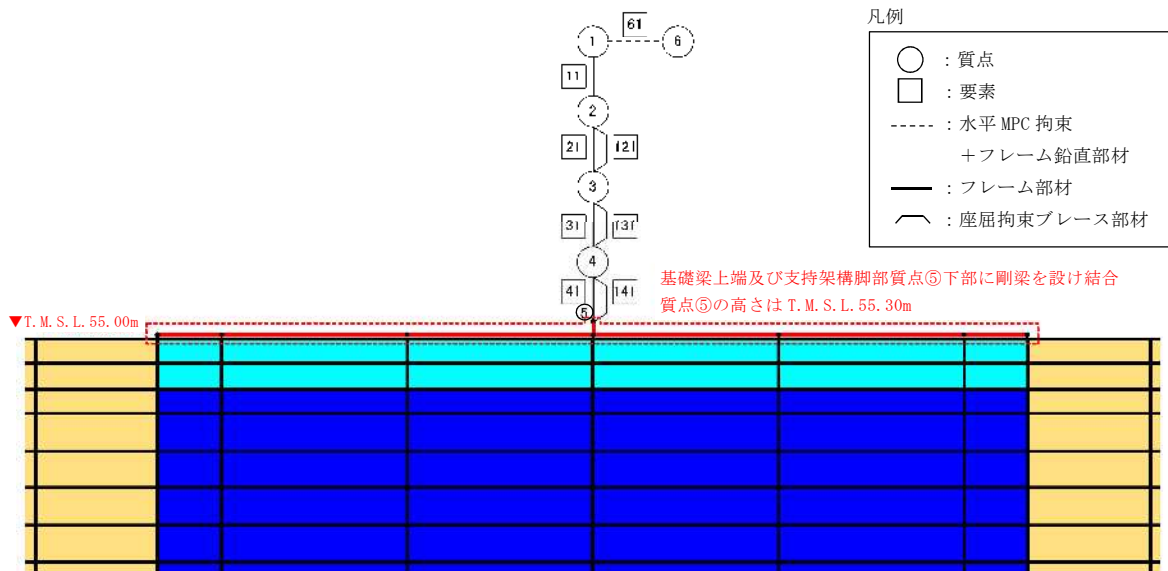 凡例
○ : 質点
□ : 要素
----- : 水平 MPC 拘束
＋フレーム鉛直部材
: フレーム部材
: 座屈拘束ブレース部材
61
1
6
11
2
21
121
3
31
131
4
41
141
⑤
基礎梁上端及び支持架構脚部質点⑤下部に剛梁を設け結合
質点⑤の高さは T.M.S.L.55.30m
▼T.M.S.L.55.00m